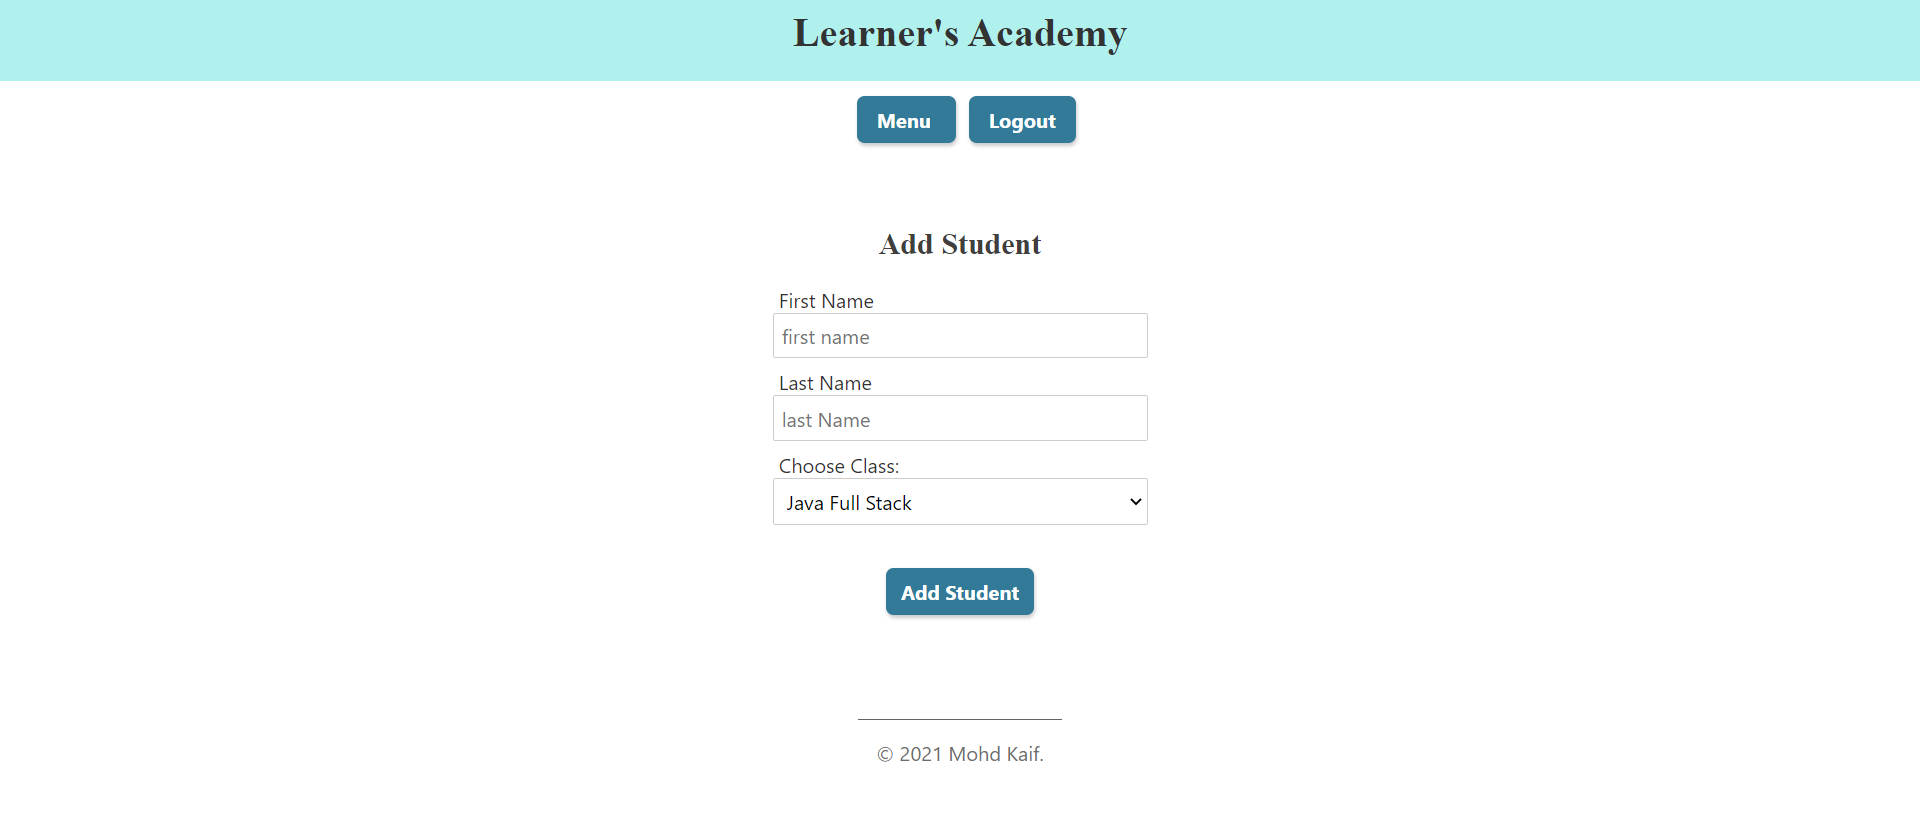 Learner's Academy
Menu Logout
Add Student
First Name
first name
Last Name
last Name
Choose Class:
Java Full Stack
Add Student
© 2021 Mohd Kaif.